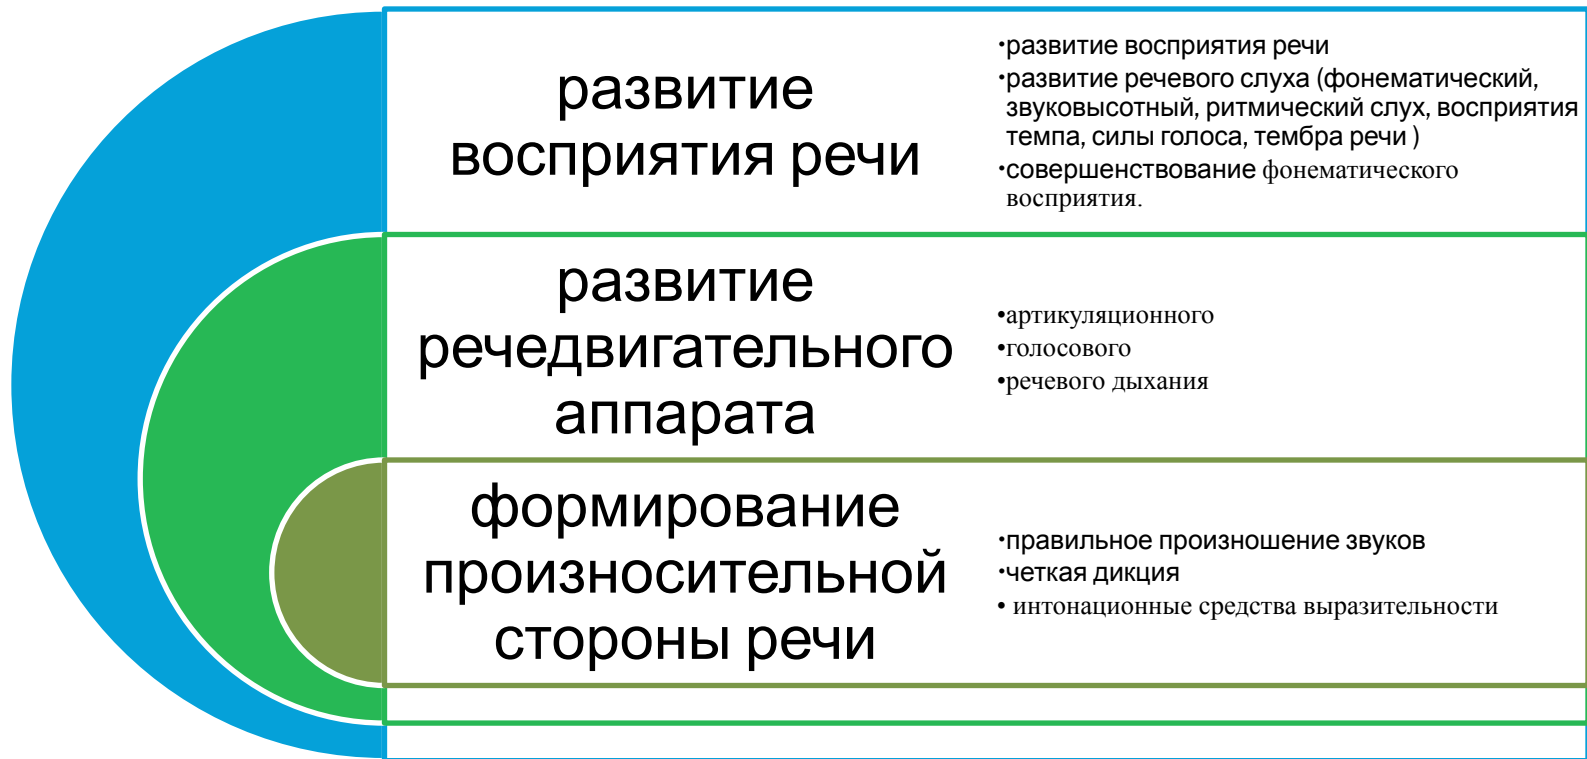 развитие
восприятия речи
·развитие восприятия речи
·развитие речевого слуха (фонематический,
звуковысотный, ритмический слух, восприятия
темпа, силы голоса, тембра речи )
·совершенствование фонематического
восприятия.
развитие
речедвигательного
аппарата
•артикуляционного
•голосового
•речевого дыхания
формирование
произносительной
стороны речи
·правильное произношение звуков
·четкая дикция
• интонационные средства выразительности